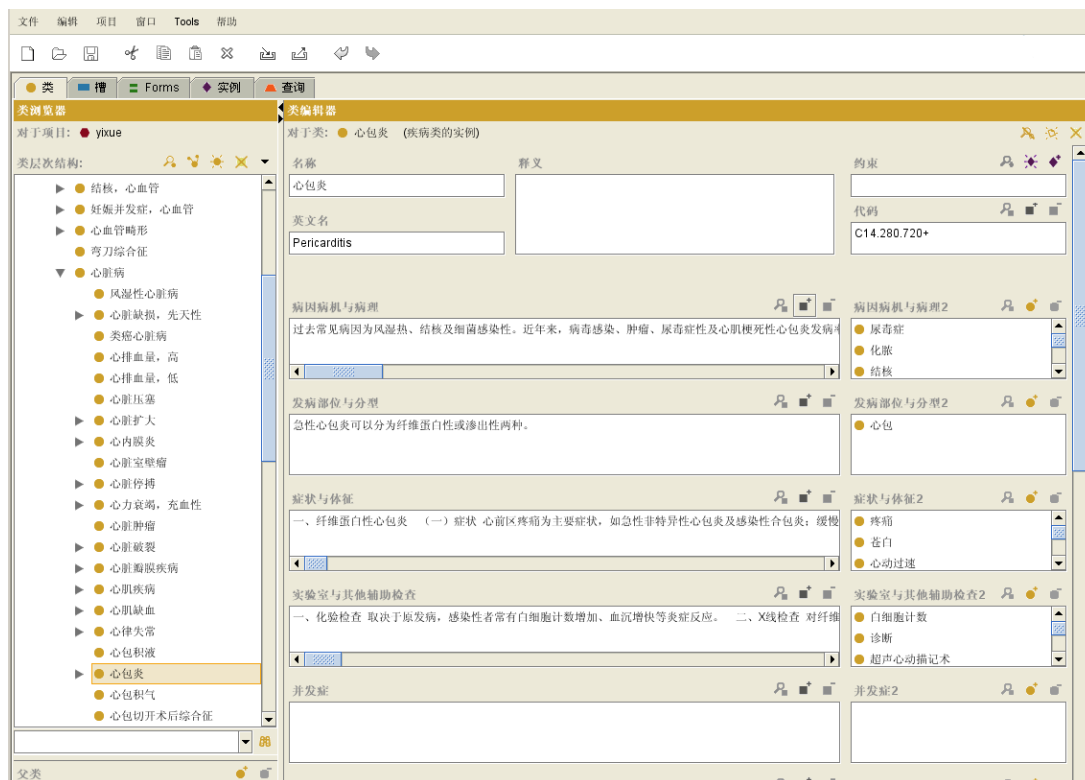 文件 编辑 项目 窗口 Tools 帮助
类 槽 Forms 实例 查询
类浏览器
对于项目: yixue
类层次结构:
结核，心血管
妊娠并发症，心血管
心血管畸形
弯刀综合征
心脏病
风湿性心脏病
心脏缺损，先天性
类癌心脏病
心排血量，高
心排血量，低
心脏压塞
心脏扩大
心内膜炎
心脏室壁瘤
心脏停搏
心力衰竭，充血性
心脏肿瘤
心脏破裂
心脏瓣膜疾病
心肌疾病
心肌缺血
心律失常
心包积液
心包炎
心包积气
心包切开术后综合征
父类
类编辑器
对于类: 心包炎 (疾病类的实例)
名称 释义 约束
心包炎
英文名 代码
Pericarditis C14.280.720+
病因病机与病理 病因病机与病理2
过去常见病因为风湿热、结核及细菌感染性。近年来，病毒感染、肿瘤、尿毒症性及心肌梗死性心包炎发病 尿毒症
化脓
结核
发病部位与分型 发病部位与分型2
急性心包炎可以分为纤维蛋白性或渗出性两种。 心包
症状与体征 症状与体征2
一、纤维蛋白性心包炎 （一）症状 心前区疼痛为主要症状，如急性非特异性心包炎及感染性合包炎；缓慢 疼痛
苍白
心动过速
实验室与其他辅助检查 实验室与其他辅助检查2
一、化验检查 取决于原发病，感染性者常有白细胞计数增加、血沉增快等炎症反应。 二、X线检查 对纤维 白细胞计数
诊断
超声心动描记术
并发症 并发症2